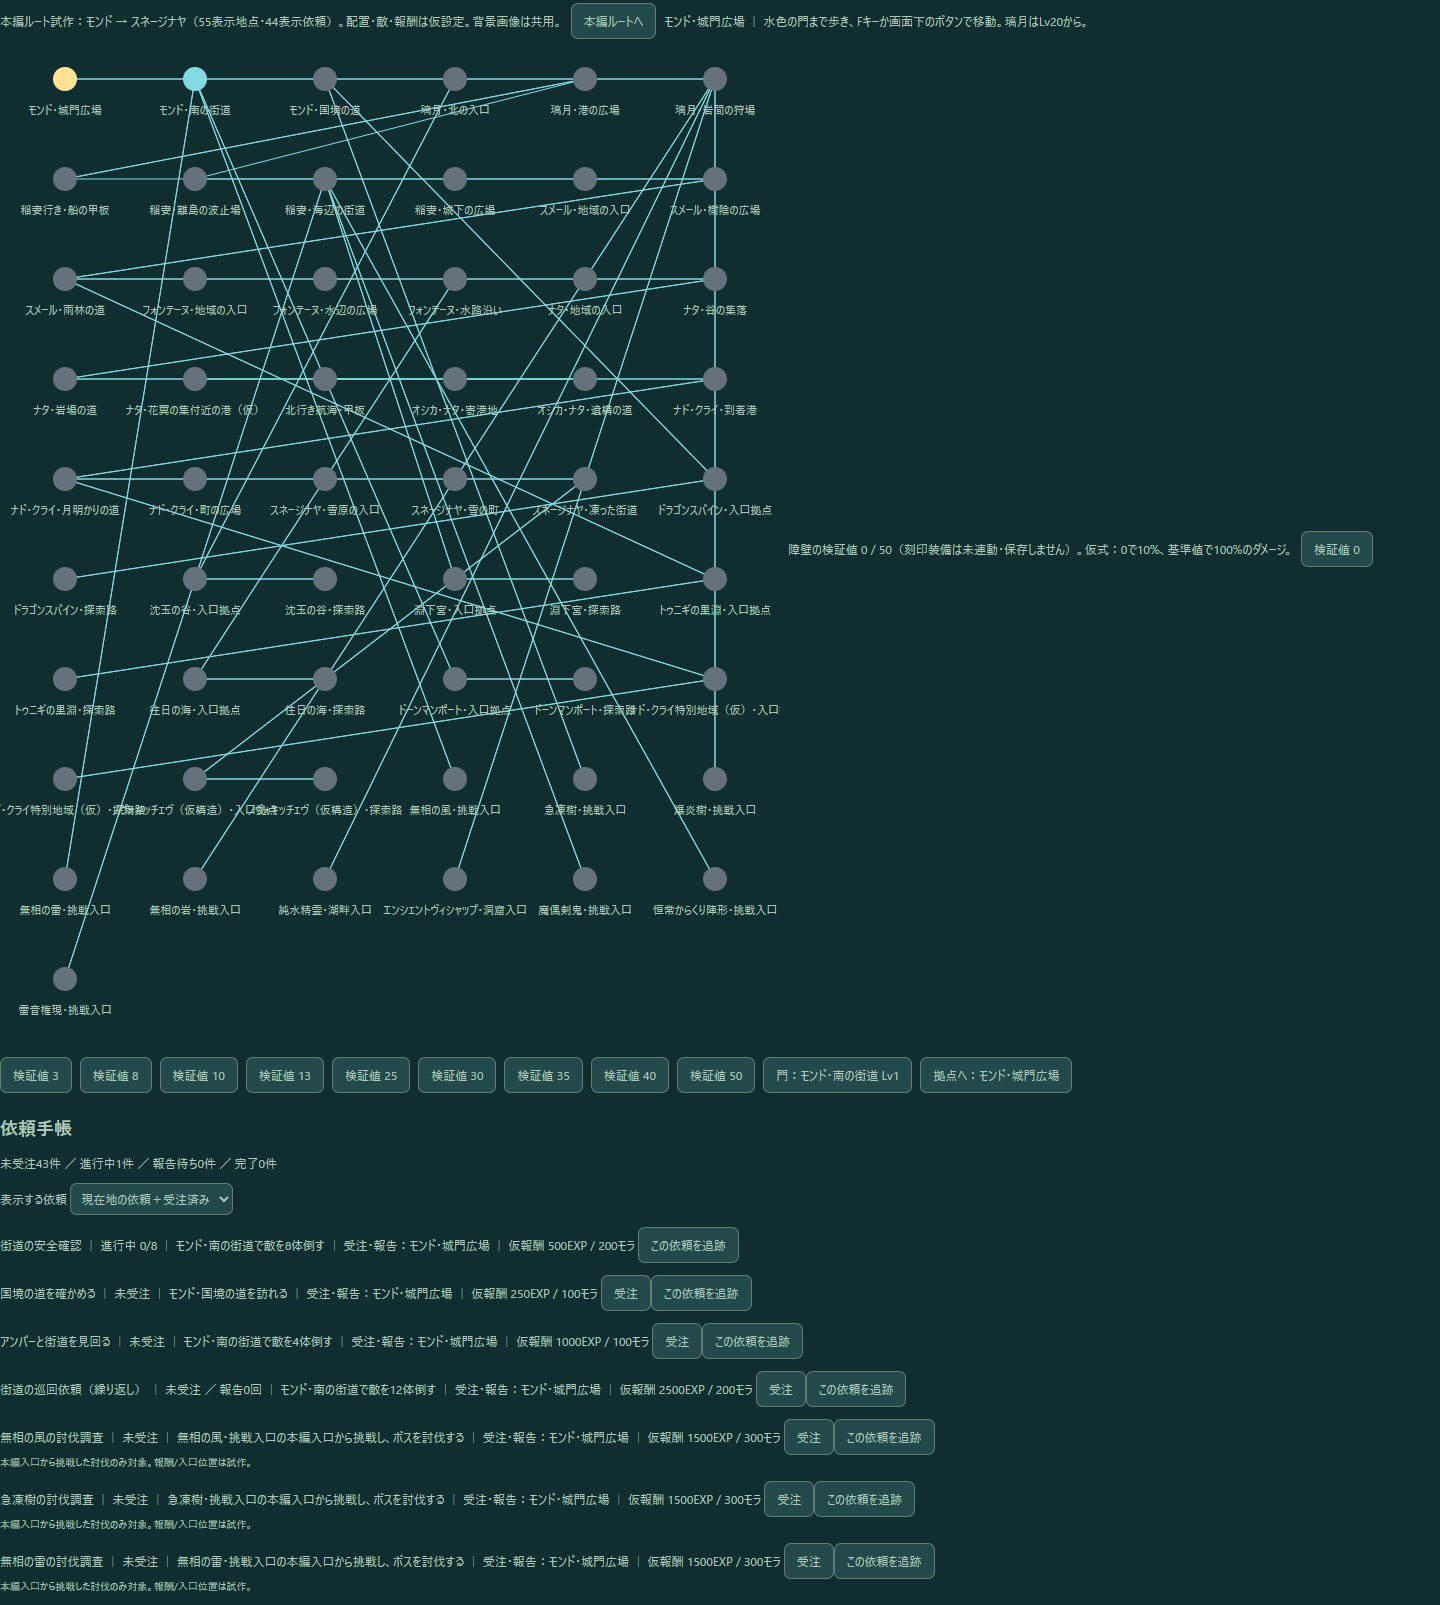 本編ルート試作：モンド → スネージナヤ（55表示地点・44表示依頼）。配置・敵・報酬は仮設定。背景画像は共用。 本編ルートへ モンド・城門広場 ｜ 水色の門まで歩き、Fキーか画面下のボタンで移動。璃月はLv20から。
モンド・城門広場 モンド・南の街道 モンド・国境の道 璃月・北の入口 璃月・港の広場 璃月・岩間の狩場
稲妻行き・船の甲板 稲妻・離島の波止場 稲妻・海辺の街道 稲妻・城下の広場 スメール・地域の入口 スメール・樹陰の広場
スメール・雨林の道 フォンテーヌ・地域の入口 フォンテーヌ・水辺の広場 フォンテーヌ・水路沿い ナタ・地域の入口 ナタ・谷の集落
ナタ・岩場の道 ナタ・花翼の集付近の港（仮） 北行き航海・甲板 オシカ・ナタ・寄港地 オシカ・ナタ・遺構の道 ナド・クライ・到着港
ナド・クライ・月明かりの道 ナド・クライ・町の広場 スネージナヤ・雪原の入口 スネージナヤ・雪の町 スネージナヤ・凍った街道 ドラゴンスパイン・入口拠点
障壁の検証値 0 / 50（刻印装備は未連動・保存しません）。仮式：0で10%、基準値で100%のダメージ。 検証値 0
ドラゴンスパイン・探索路 沈玉の谷・入口拠点 沈玉の谷・探索路 淵下宮・入口拠点 淵下宮・探索路 トゥニギの黒淵・入口拠点
トゥニギの黒淵・探索路 往日の海・入口拠点 往日の海・探索路 ドーンマンポート・入口拠点 ドーンマンポート・探索路 ナド・クライ特別地域（仮）・入口
・クライ特別地域（仮）・探索路 ッチェヴ（仮構造）・入口拠点 ッチェヴ（仮構造）・探索路 無相の風・挑戦入口 急凍樹・挑戦入口 爆炎樹・挑戦入口
無相の雷・挑戦入口 無相の岩・挑戦入口 純水精霊・湖畔入口 エンシェントヴィシャップ・洞窟入口 魔偶剣鬼・挑戦入口 恒常からくり陣形・挑戦入口
雷音権現・挑戦入口
検証値 3 検証値 8 検証値 10 検証値 13 検証値 25 検証値 30 検証値 35 検証値 40 検証値 50 門：モンド・南の街道 Lv1 拠点へ：モンド・城門広場
依頼手帳
未受注43件 ／ 進行中1件 ／ 報告待ち0件 ／ 完了0件
表示する依頼 現在地の依頼＋受注済み
街道の安全確認 ｜ 進行中 0/8 ｜ モンド・南の街道で敵を8体倒す ｜ 受注・報告：モンド・城門広場 ｜ 仮報酬 500EXP / 200モラ この依頼を追跡
国境の道を確かめる ｜ 未受注 ｜ モンド・国境の道を訪れる ｜ 受注・報告：モンド・城門広場 ｜ 仮報酬 250EXP / 100モラ 受注 この依頼を追跡
アンバーと街道を見回る ｜ 未受注 ｜ モンド・南の街道で敵を4体倒す ｜ 受注・報告：モンド・城門広場 ｜ 仮報酬 1000EXP / 100モラ 受注 この依頼を追跡
街道の巡回依頼（繰り返し） ｜ 未受注 ／ 報告0回 ｜ モンド・南の街道で敵を12体倒す ｜ 受注・報告：モンド・城門広場 ｜ 仮報酬 2500EXP / 200モラ 受注 この依頼を追跡
無相の風の討伐調査 ｜ 未受注 ｜ 無相の風・挑戦入口の本編入口から挑戦し、ボスを討伐する ｜ 受注・報告：モンド・城門広場 ｜ 仮報酬 1500EXP / 300モラ 受注 この依頼を追跡
本編入口から挑戦した討伐のみ対象。報酬/入口位置は試作。
急凍樹の討伐調査 ｜ 未受注 ｜ 急凍樹・挑戦入口の本編入口から挑戦し、ボスを討伐する ｜ 受注・報告：モンド・城門広場 ｜ 仮報酬 1500EXP / 300モラ 受注 この依頼を追跡
本編入口から挑戦した討伐のみ対象。報酬/入口位置は試作。
無相の雷の討伐調査 ｜ 未受注 ｜ 無相の雷・挑戦入口の本編入口から挑戦し、ボスを討伐する ｜ 受注・報告：モンド・城門広場 ｜ 仮報酬 1500EXP / 300モラ 受注 この依頼を追跡
本編入口から挑戦した討伐のみ対象。報酬/入口位置は試作。